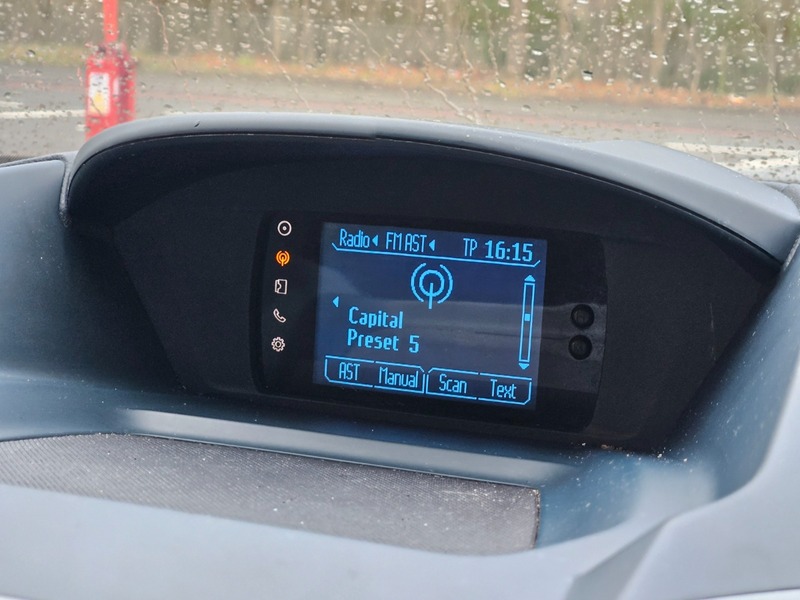 Radio FM AST TP 16:15
Capital
Preset 5
AST Manual Scan Text